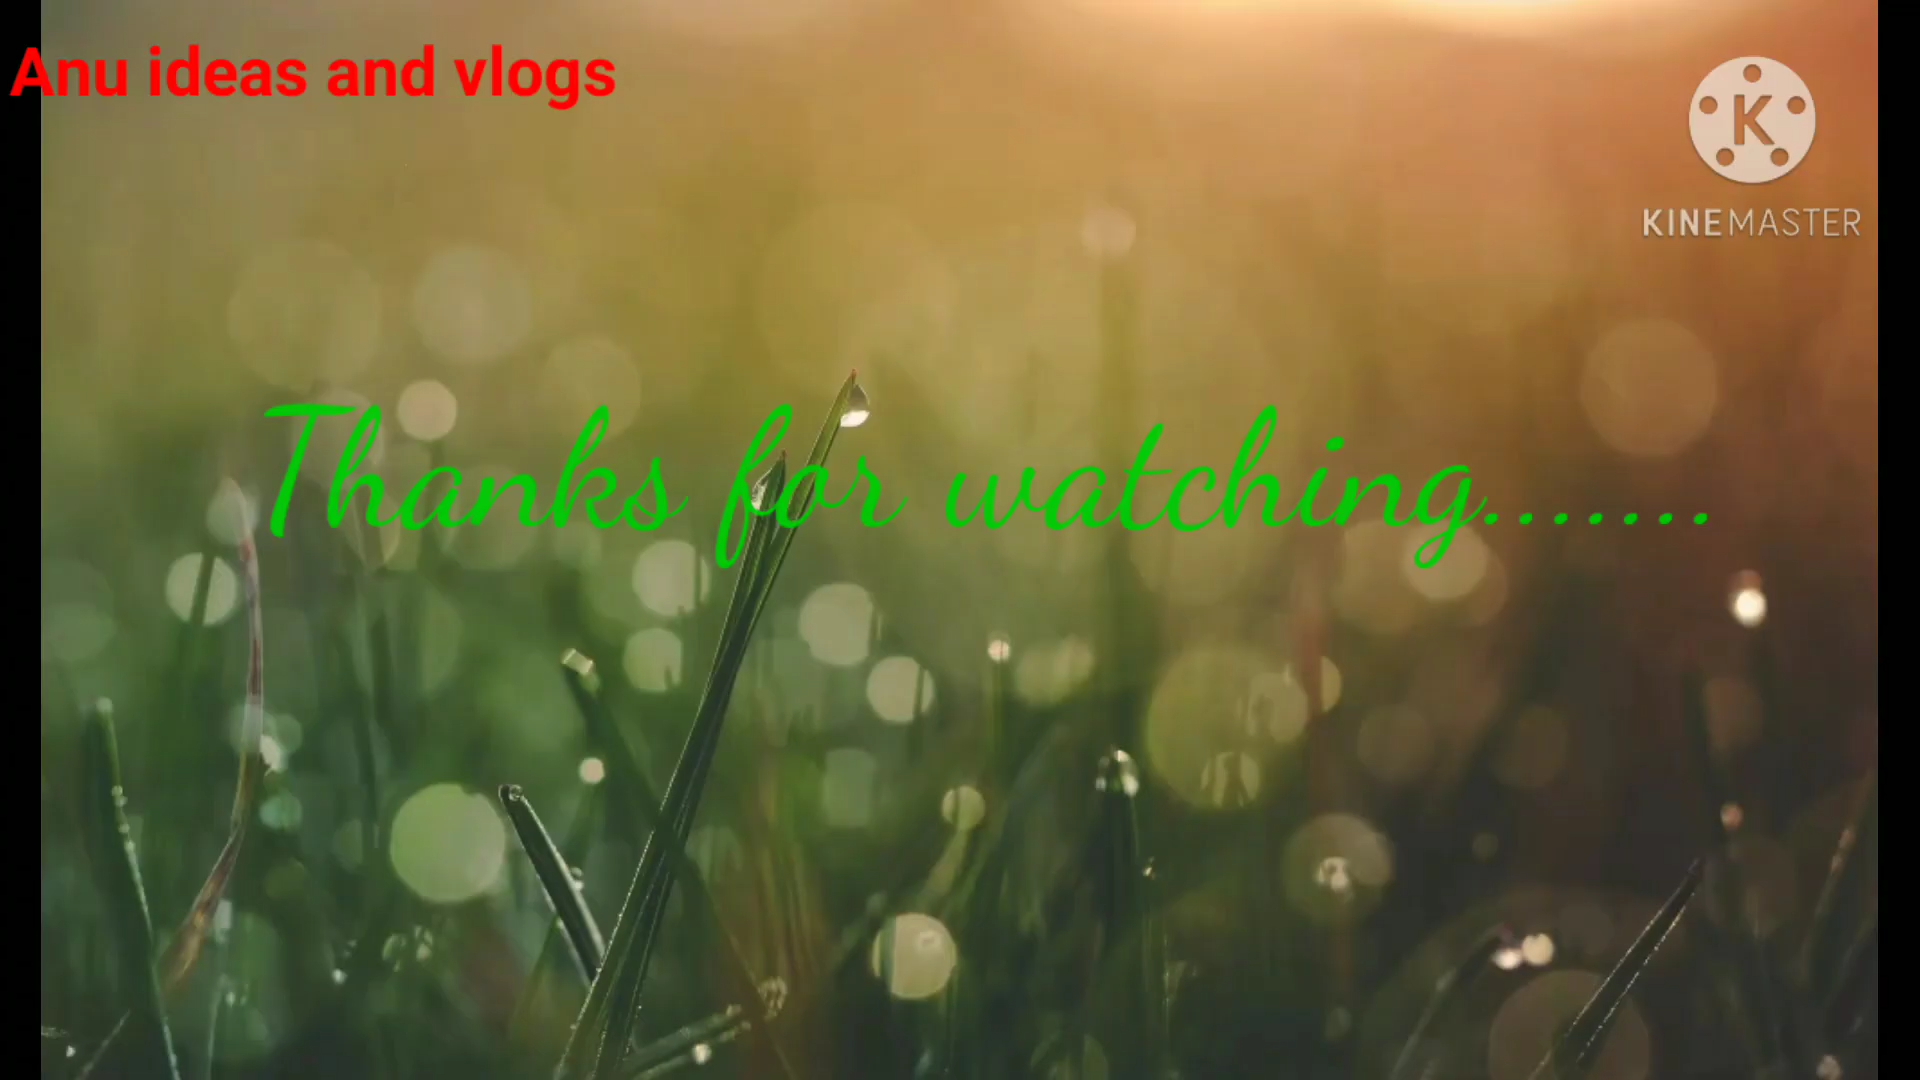 Anu ideas and vlogs
K
KINEMASTER
Thanks for watching.......